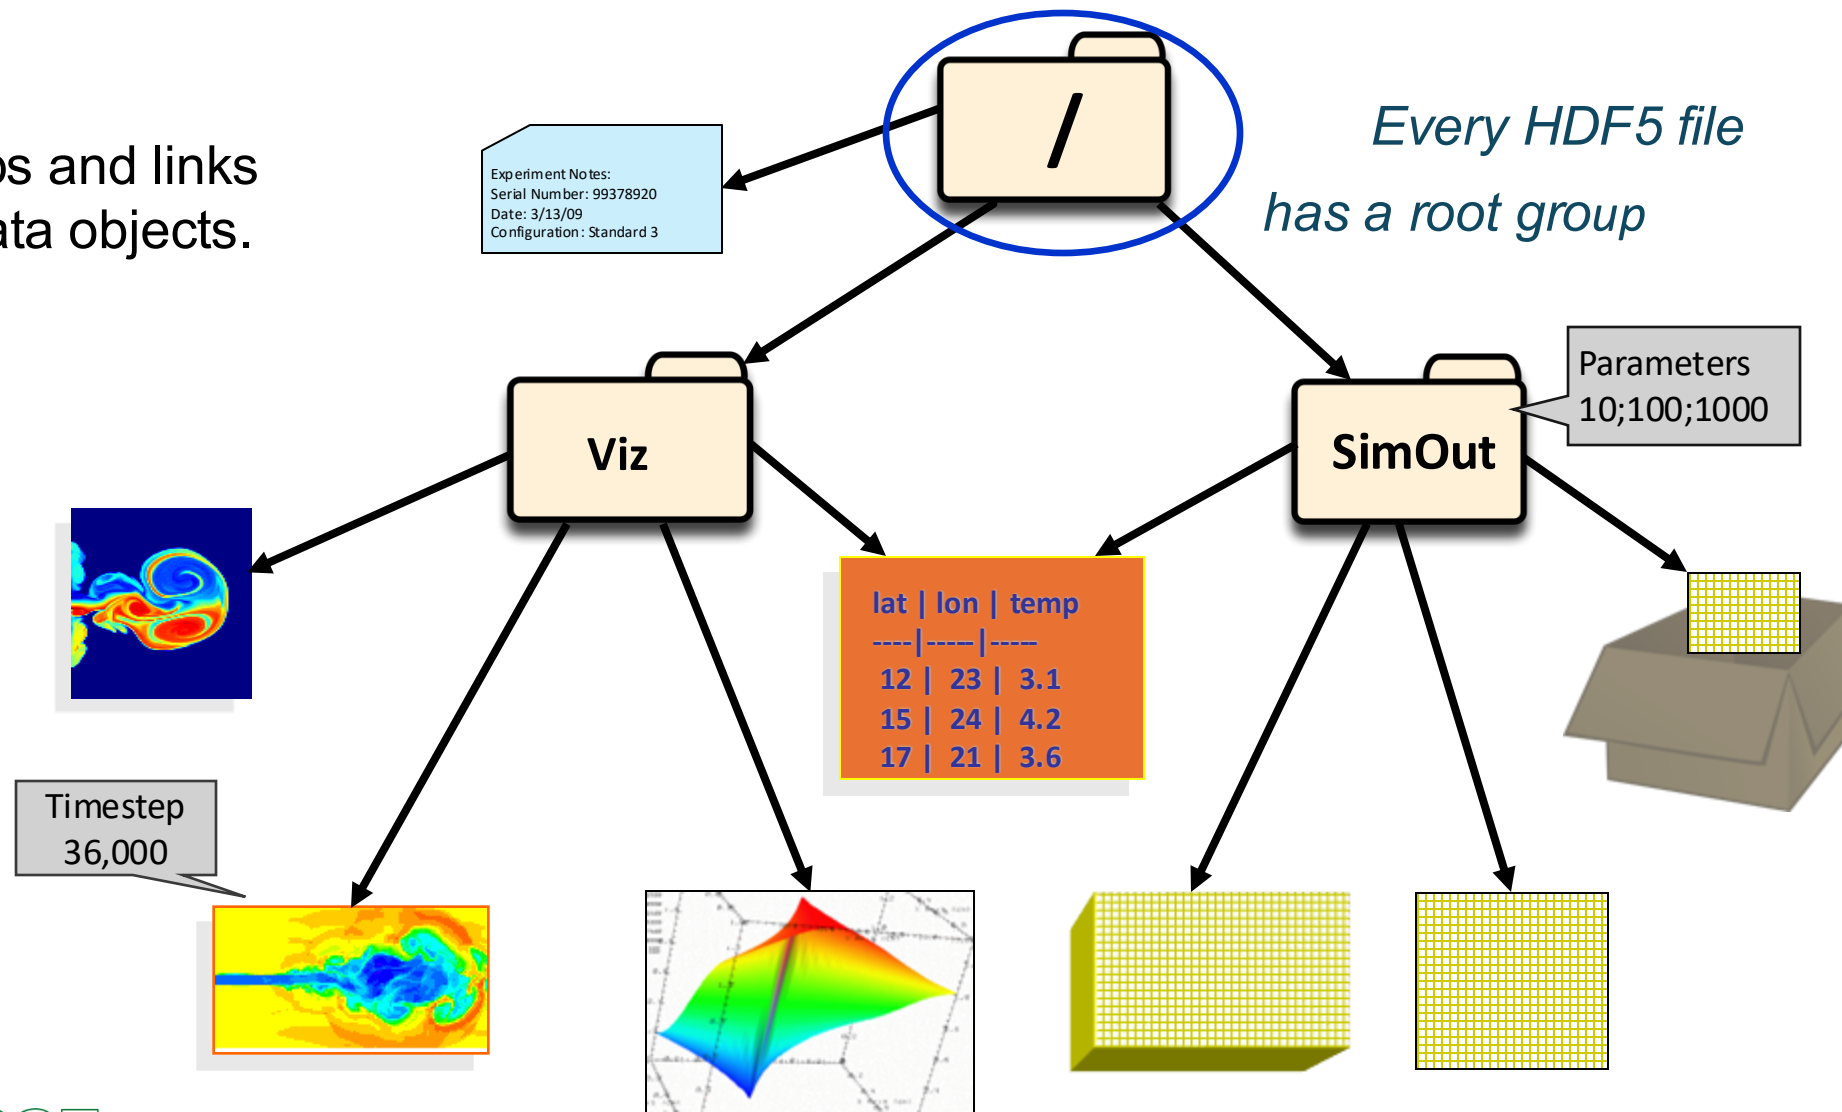 /
Every HDF5 file
has a root group
os and links
ata objects.
Experiment Notes:
Serial Number: 99378920
Date: 3/13/09
Configuration: Standard 3
Parameters
10;100;1000
Viz
SimOut
lat | lon | temp
----|-----|-----
12 | 23 | 3.1
15 | 24 | 4.2
17 | 21 | 3.6
Timestep
36,000